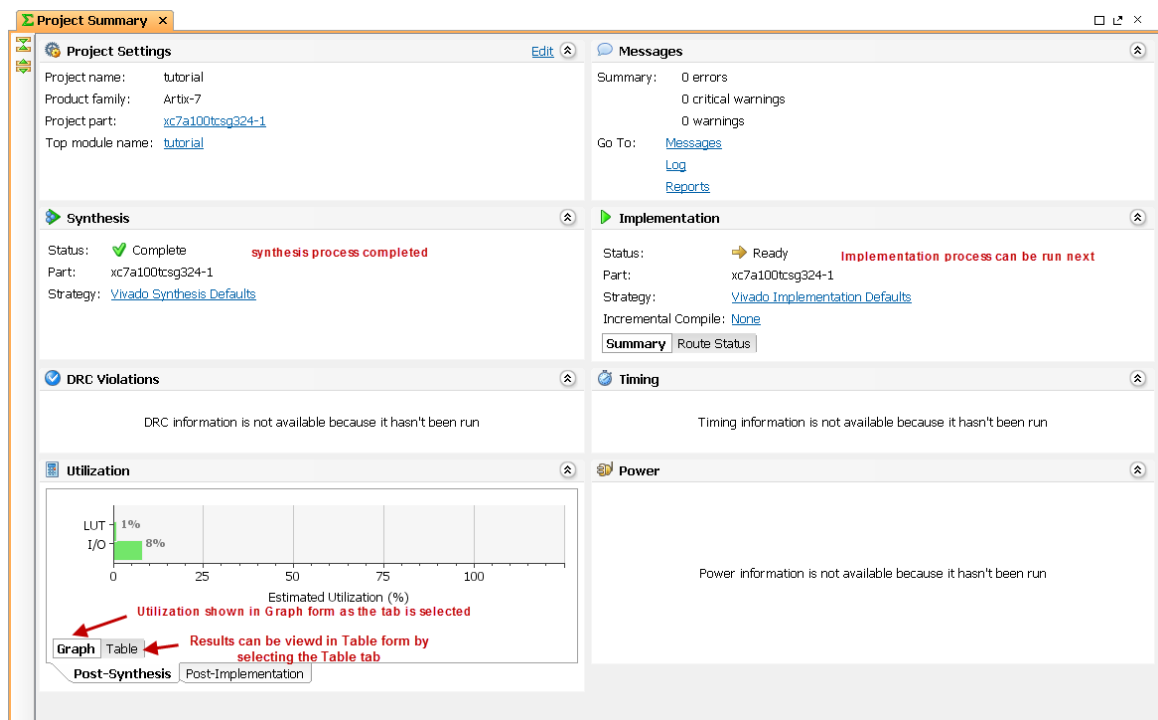 Project Summary ×
Project Settings
Edit
Project name: tutorial
Product family: Artix-7
Project part: xc7a100tcsg324-1
Top module name: tutorial
Messages
Summary: 0 errors
0 critical warnings
0 warnings
Go To: Messages
Log
Reports
Synthesis
Status: Complete synthesis process completed
Part: xc7a100tcsg324-1
Strategy: Vivado Synthesis Defaults
Implementation
Status: Ready Implementation process can be run next
Part: xc7a100tcsg324-1
Strategy: Vivado Implementation Defaults
Incremental Compile: None
Summary Route Status
DRC Violations
DRC information is not available because it hasn't been run
Timing
Timing information is not available because it hasn't been run
Utilization
LUT 1%
I/O 8%
0 25 50 75 100
Estimated Utilization (%)
Utilization shown in Graph form as the tab is selected
Graph Table
Results can be viewd in Table form by
selecting the Table tab
Post-Synthesis Post-Implementation
Power
Power information is not available because it hasn't been run